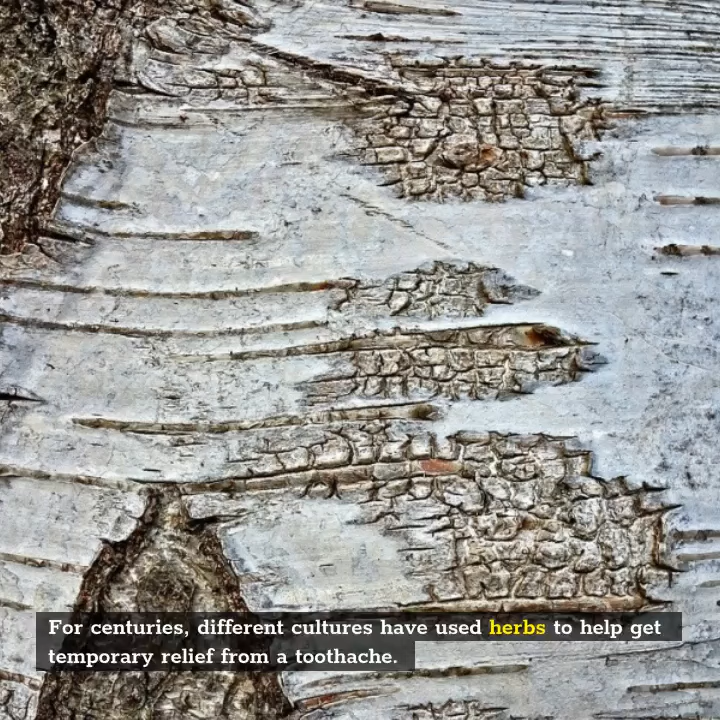 For centuries, different cultures have used herbs to help get
temporary relief from a toothache.